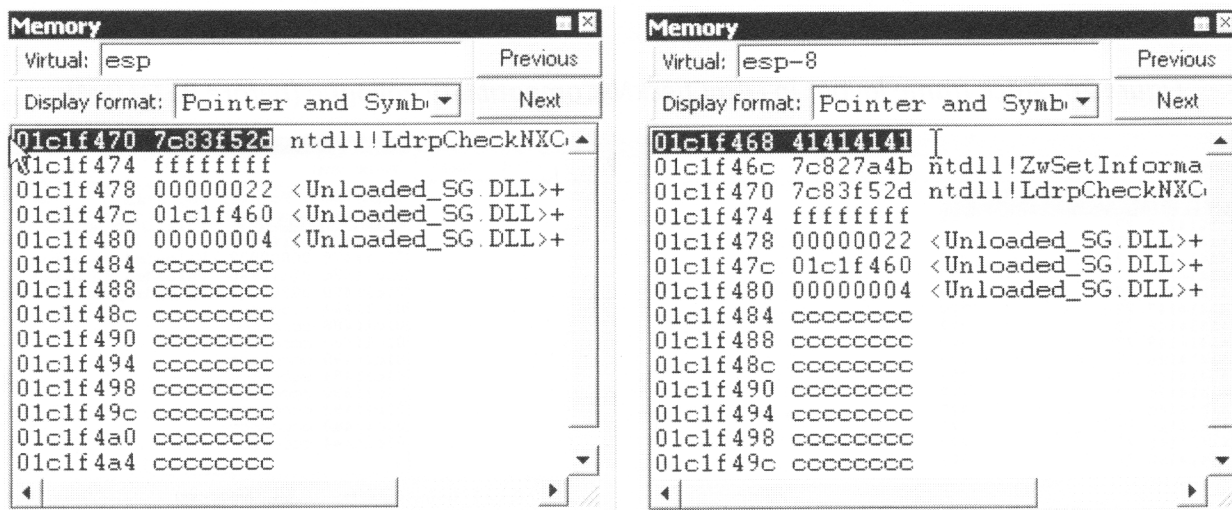 Memory
Virtual: esp Previous
Display format: Pointer and Symb Next
01c1f470 7c83f52d ntdll!LdrpCheckNXC
01c1f474 ffffffff
01c1f478 00000022 <Unloaded_SG.DLL>+
01c1f47c 01c1f460 <Unloaded_SG.DLL>+
01c1f480 00000004 <Unloaded_SG.DLL>+
01c1f484 cccccccc
01c1f488 cccccccc
01c1f48c cccccccc
01c1f490 cccccccc
01c1f494 cccccccc
01c1f498 cccccccc
01c1f49c cccccccc
01c1f4a0 cccccccc
01c1f4a4 cccccccc
Memory
Virtual: esp-8 Previous
Display format: Pointer and Symb Next
01c1f468 41414141
01c1f46c 7c827a4b ntdll!ZwSetInforma
01c1f470 7c83f52d ntdll!LdrpCheckNXC
01c1f474 ffffffff
01c1f478 00000022 <Unloaded_SG.DLL>+
01c1f47c 01c1f460 <Unloaded_SG.DLL>+
01c1f480 00000004 <Unloaded_SG.DLL>+
01c1f484 cccccccc
01c1f488 cccccccc
01c1f48c cccccccc
01c1f490 cccccccc
01c1f494 cccccccc
01c1f498 cccccccc
01c1f49c cccccccc